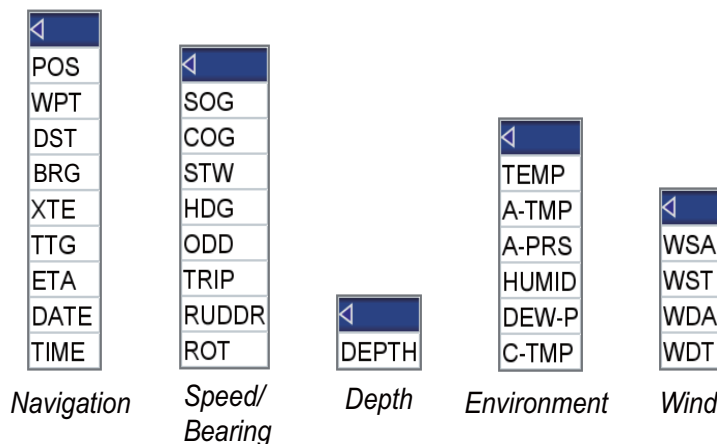 POS
WPT
DST
BRG
XTE
TTG
ETA
DATE
TIME
Navigation
SOG
COG
STW
HDG
ODD
TRIP
RUDDR
ROT
Speed/
Bearing
DEPTH
Depth
TEMP
A-TMP
A-PRS
HUMID
DEW-P
C-TMP
Environment
WSA
WST
WDA
WDT
Wind